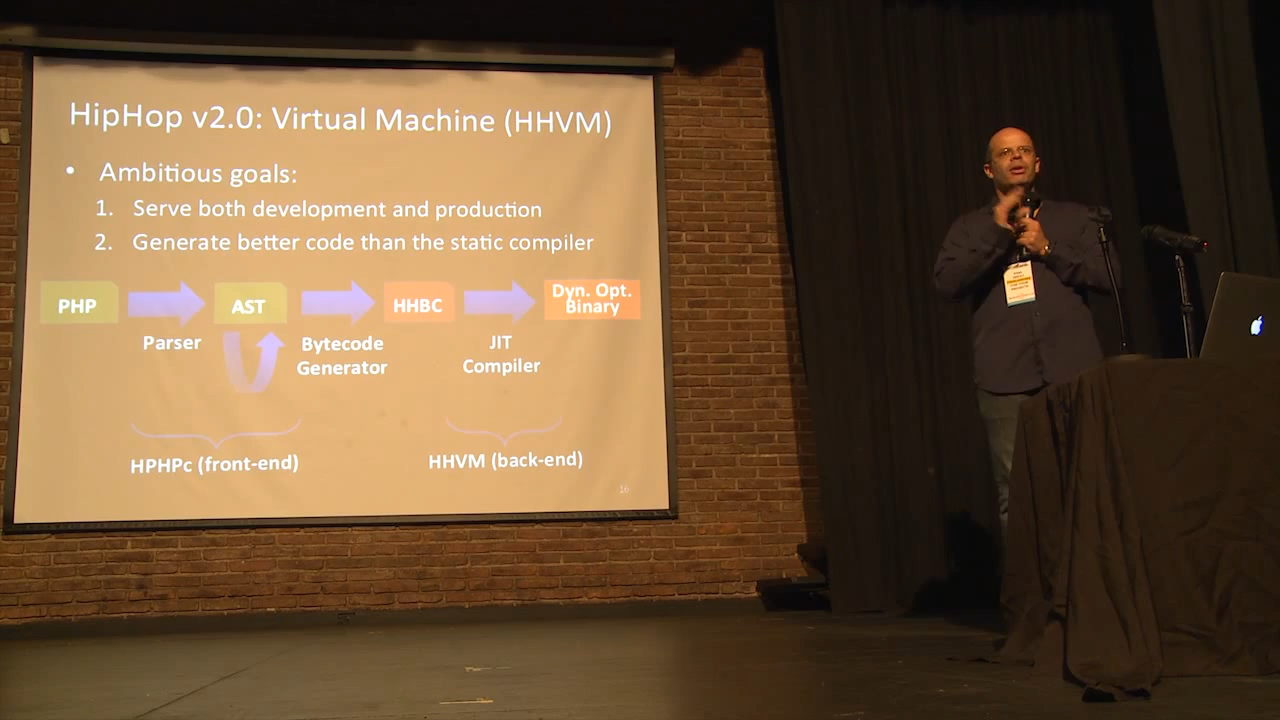 HipHop v2.0: Virtual Machine (HHVM)
• Ambitious goals:
1. Serve both development and production
2. Generate better code than the static compiler
PHP
AST
HHBC
Dyn. Opt.
Binary
Parser
Bytecode
Generator
JIT
Compiler
HPHPc (front-end)
HHVM (back-end)
16